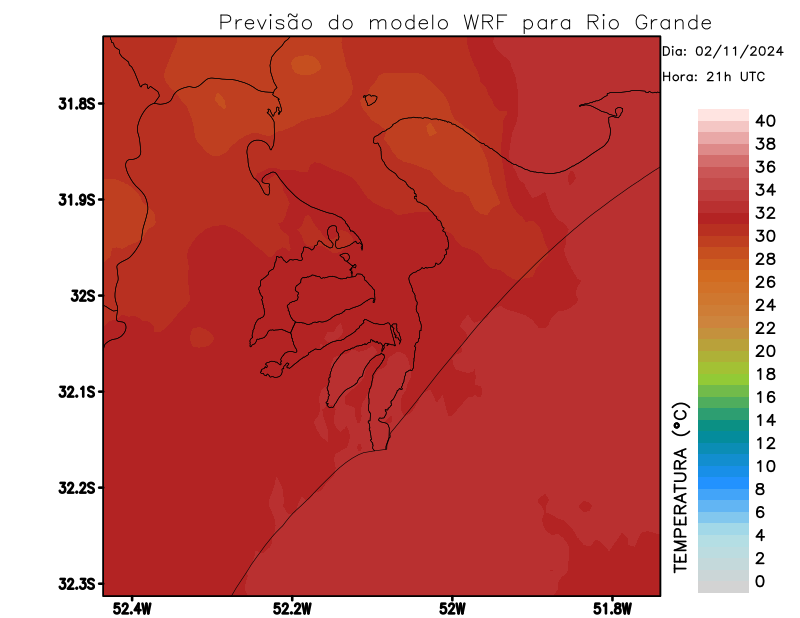 Previsão do modelo WRF para Rio Grande
Dia: 02/11/2024
Hora: 21h UTC
31.8S
31.9S
32S
32.1S
32.2S
32.3S
52.4W
52.2W
52W
51.8W
40
38
36
34
32
30
28
26
24
22
20
18
16
14
12
10
8
6
4
2
0
TEMPERATURA (°C)